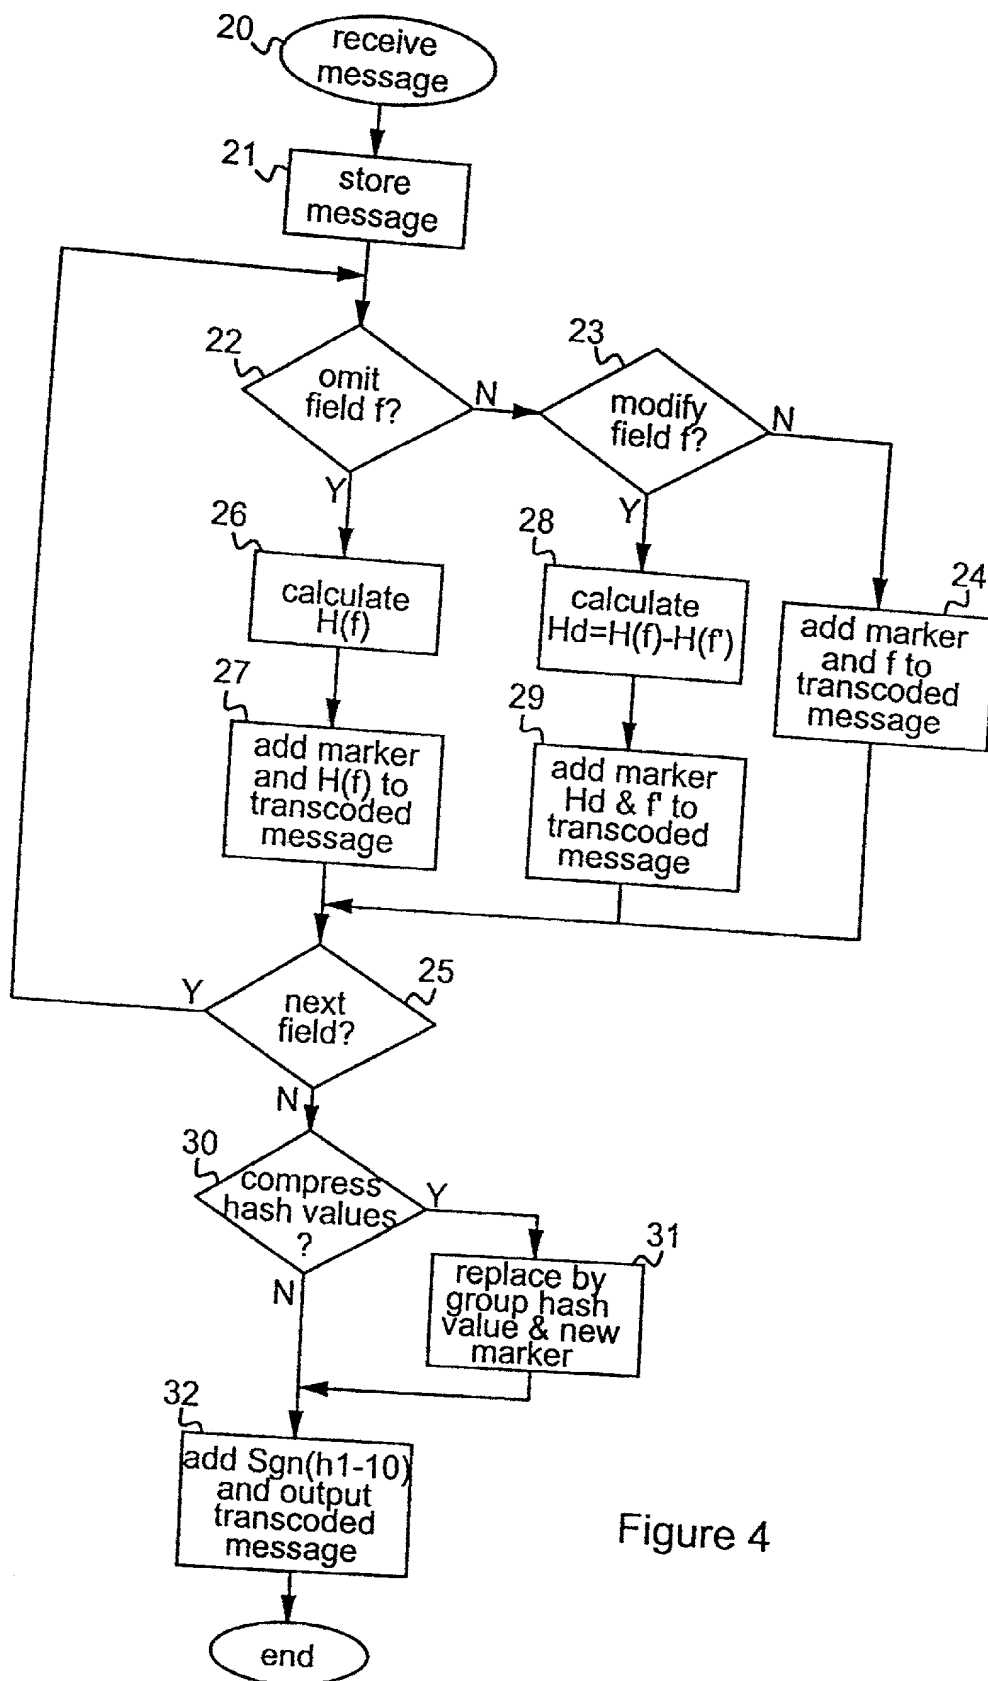 20
receive
message
21
store
message
22
omit
field f?
N
Y
23
modify
field f?
N
Y
26
calculate
H(f)
28
calculate
Hd=H(f)-H(f')
24
add marker
and f to
transcoded
message
27
add marker
and H(f) to
transcoded
message
29
add marker
Hd & f' to
transcoded
message
25
next
field?
Y
N
30
compress
hash values
?
Y
N
31
replace by
group hash
value & new
marker
32
add Sgn(h1-10)
and output
transcoded
message
end
Figure 4